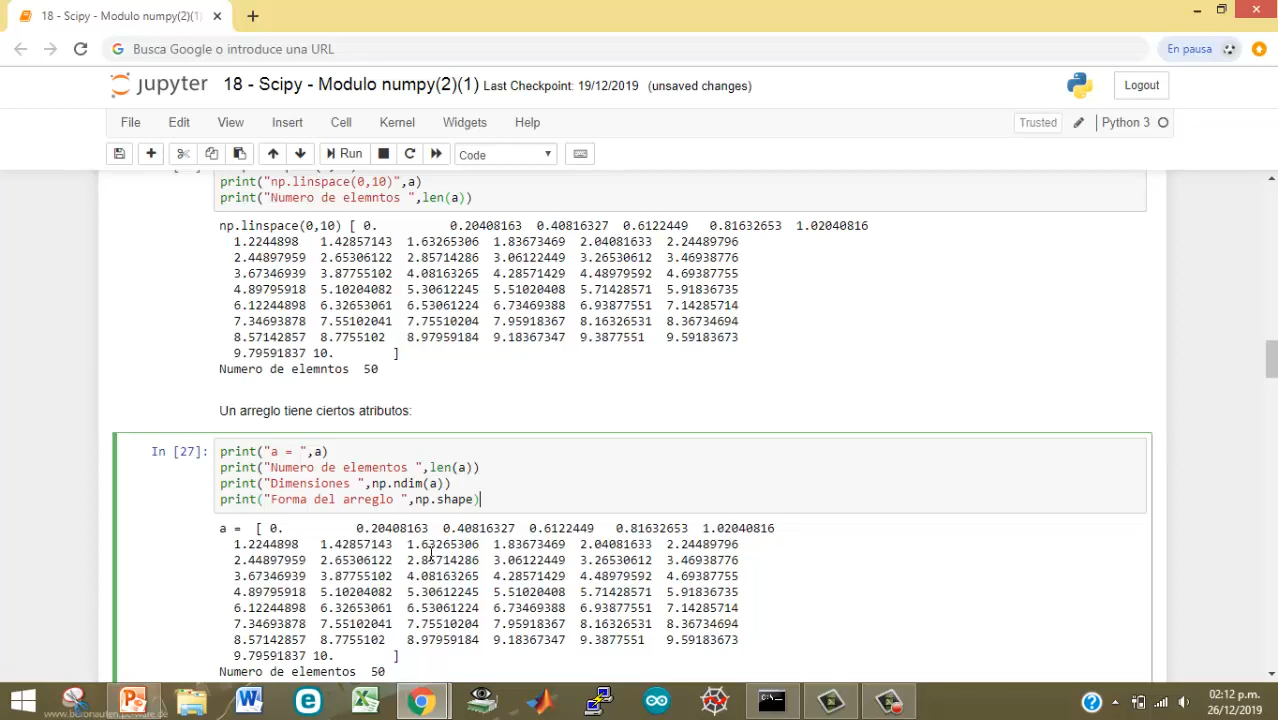 18 - Scipy - Modulo numpy(2)(1)
Busca Google o introduce una URL
En pausa
jupyter 18 - Scipy - Modulo numpy(2)(1) Last Checkpoint: 19/12/2019 (unsaved changes)
Logout
File Edit View Insert Cell Kernel Widgets Help
Trusted Python 3
Run Code
print("np.linspace(0,10)",a)
print("Numero de elemntos ",len(a))
np.linspace(0,10) [ 0. 0.20408163 0.40816327 0.6122449 0.81632653 1.02040816
1.2244898 1.42857143 1.63265306 1.83673469 2.04081633 2.24489796
2.44897959 2.65306122 2.85714286 3.06122449 3.26530612 3.46938776
3.67346939 3.87755102 4.08163265 4.28571429 4.48979592 4.69387755
4.89795918 5.10204082 5.30612245 5.51020408 5.71428571 5.91836735
6.12244898 6.32653061 6.53061224 6.73469388 6.93877551 7.14285714
7.34693878 7.55102041 7.75510204 7.95918367 8.16326531 8.36734694
8.57142857 8.7755102 8.97959184 9.18367347 9.3877551 9.59183673
9.79591837 10. ]
Numero de elemntos 50
Un arreglo tiene ciertos atributos:
In [27]: print("a = ",a)
print("Numero de elementos ",len(a))
print("Dimensiones ",np.ndim(a))
print("Forma del arreglo ",np.shape)
a = [ 0. 0.20408163 0.40816327 0.6122449 0.81632653 1.02040816
1.2244898 1.42857143 1.63265306 1.83673469 2.04081633 2.24489796
2.44897959 2.65306122 2.85714286 3.06122449 3.26530612 3.46938776
3.67346939 3.87755102 4.08163265 4.28571429 4.48979592 4.69387755
4.89795918 5.10204082 5.30612245 5.51020408 5.71428571 5.91836735
6.12244898 6.32653061 6.53061224 6.73469388 6.93877551 7.14285714
7.34693878 7.55102041 7.75510204 7.95918367 8.16326531 8.36734694
8.57142857 8.7755102 8.97959184 9.18367347 9.3877551 9.59183673
9.79591837 10. ]
Numero de elementos 50
02:12 p.m.
26/12/2019